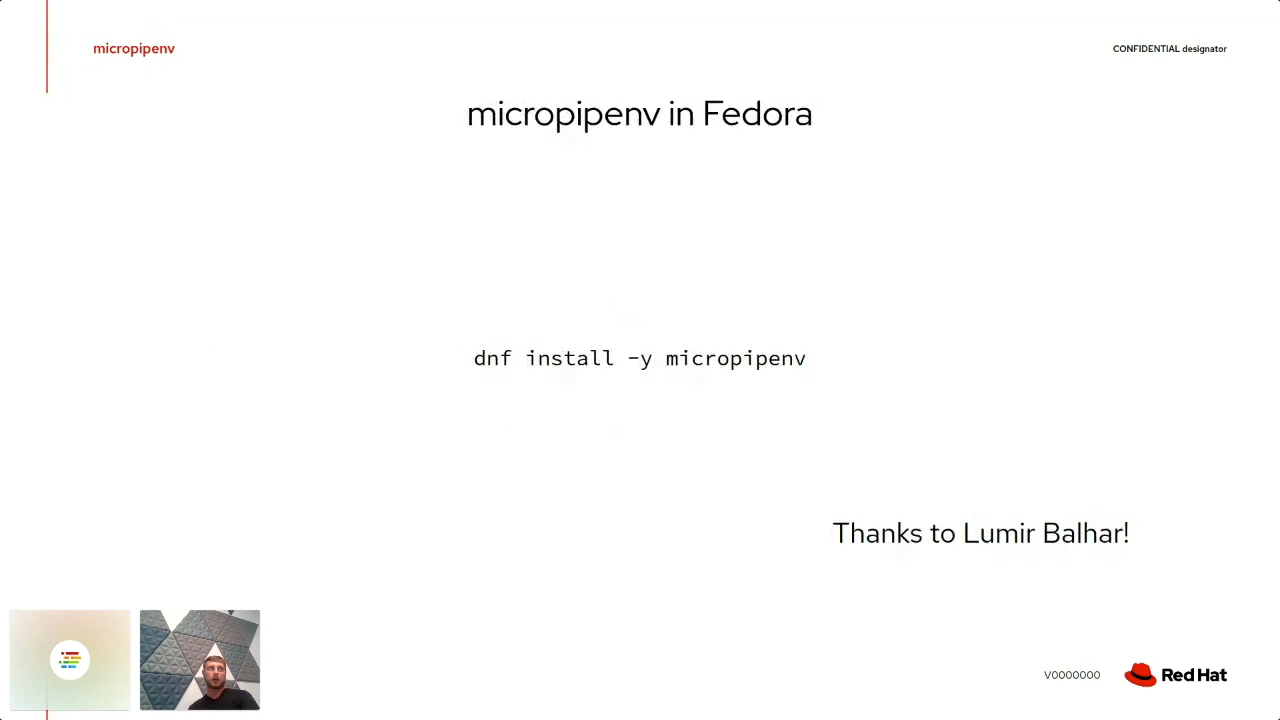 micropipenv
CONFIDENTIAL designator
micropipenv in Fedora
dnf install -y micropipenv
Thanks to Lumir Balhar!
V0000000
Red Hat